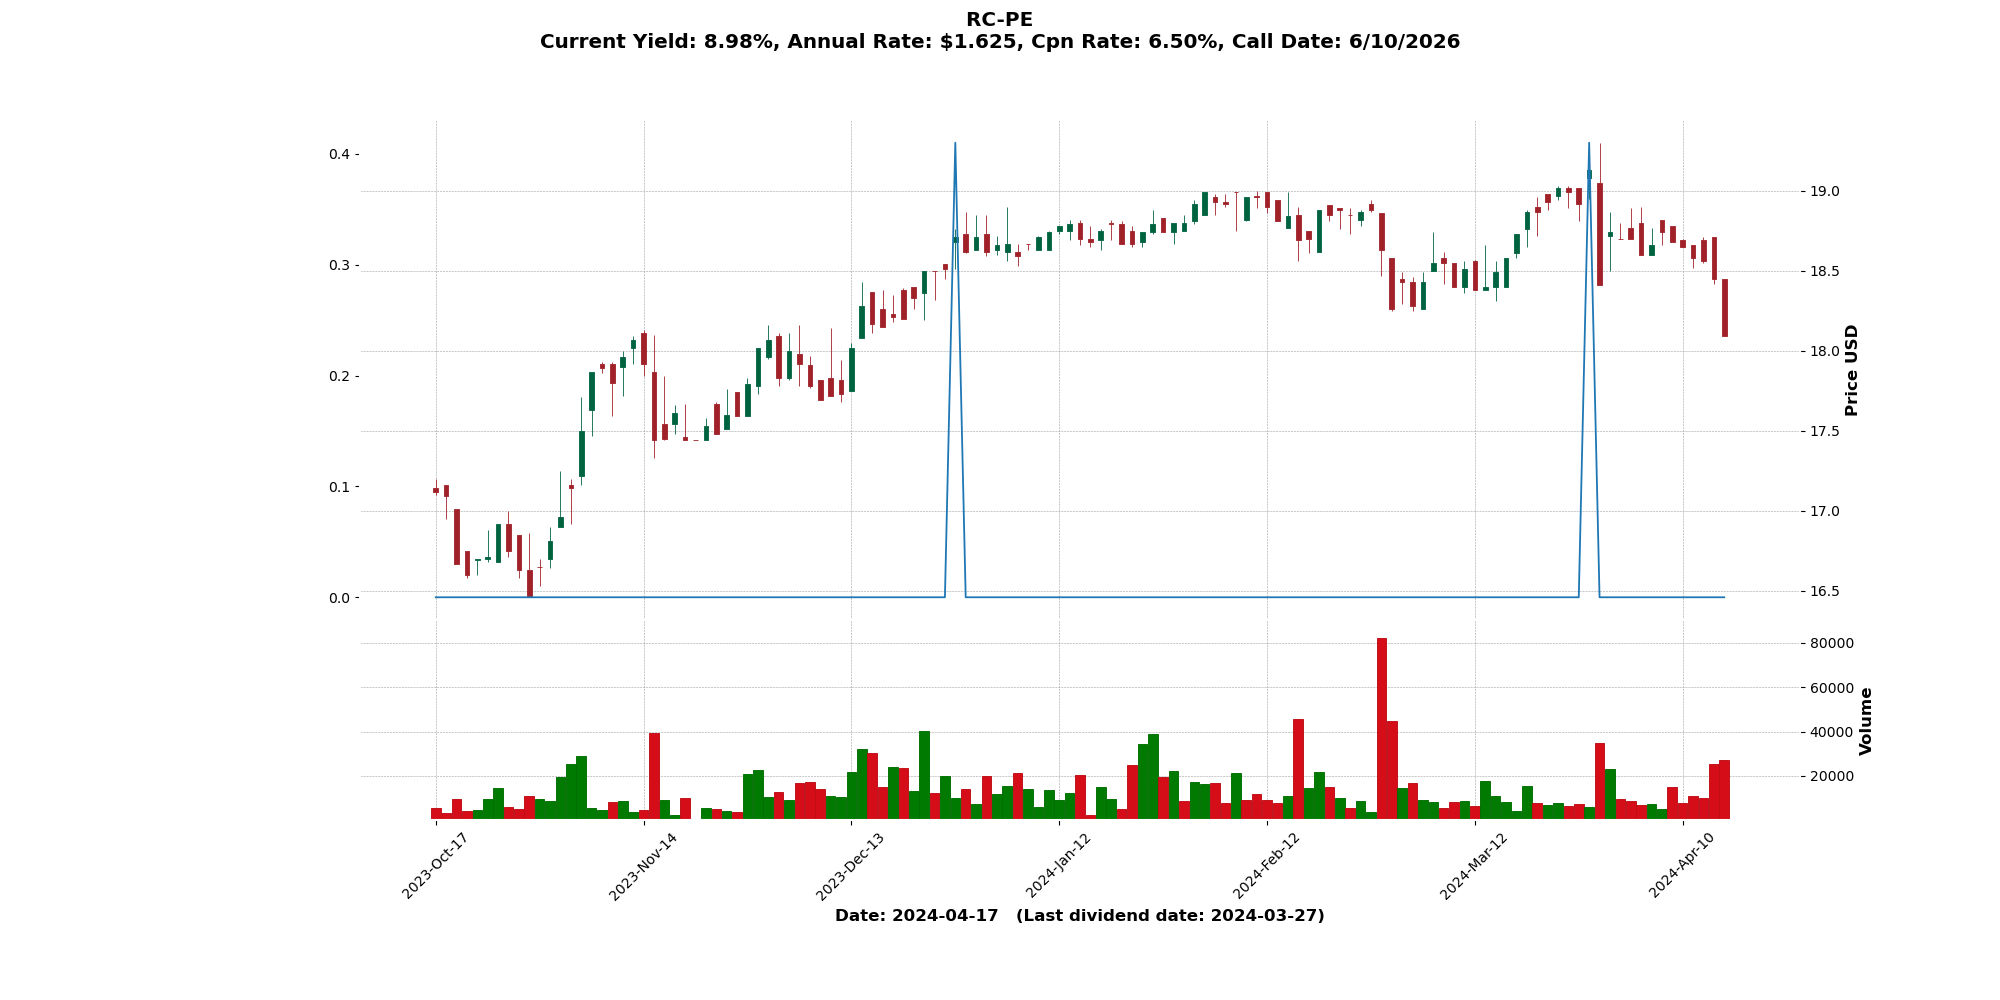 RC-PE
Current Yield: 8.98%, Annual Rate: $1.625, Cpn Rate: 6.50%, Call Date: 6/10/2026
0.4
0.3
0.2
0.1
0.0
19.0
18.5
18.0
17.5
17.0
16.5
Price USD
80000
60000
40000
20000
Volume
2023-Oct-17
2023-Nov-14
2023-Dec-13
2024-Jan-12
2024-Feb-12
2024-Mar-12
2024-Apr-10
Date: 2024-04-17   (Last dividend date: 2024-03-27)